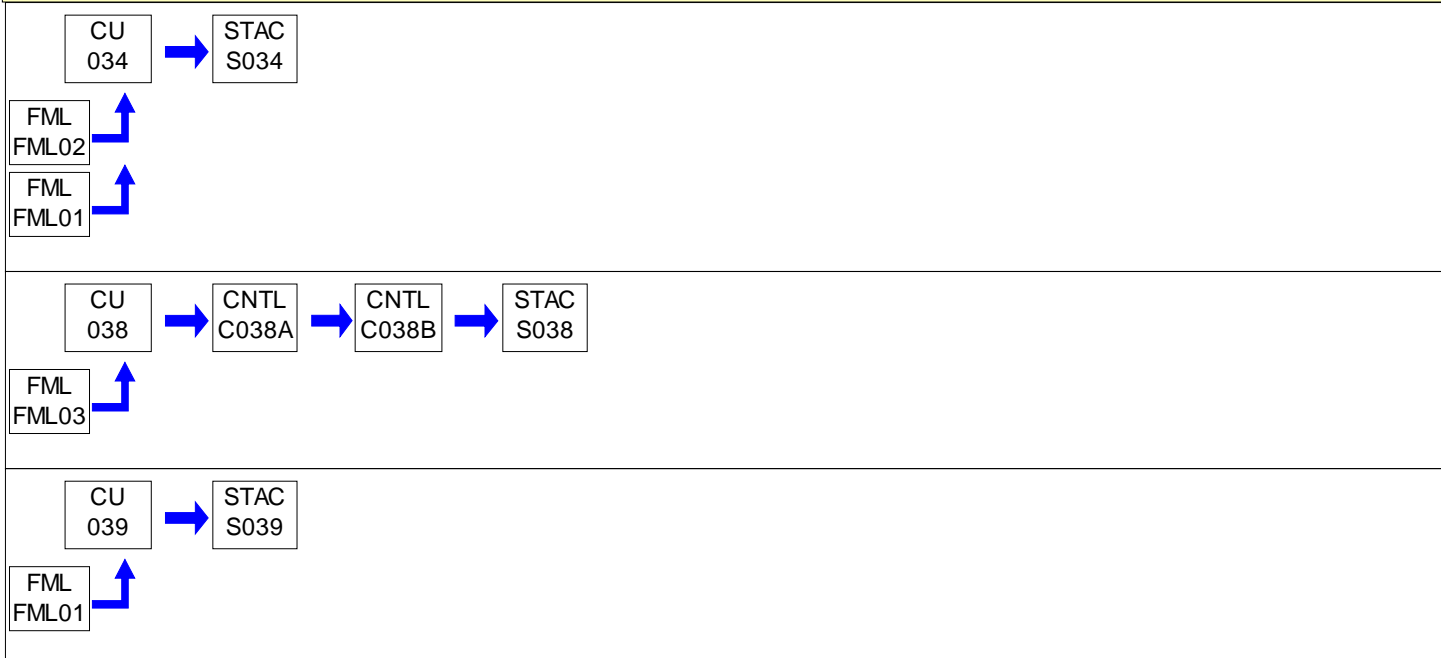 CU
034
STAC
S034
FML
FML02
FML
FML01
CU
038
CNTL
C038A
CNTL
C038B
STAC
S038
FML
FML03
CU
039
STAC
S039
FML
FML01